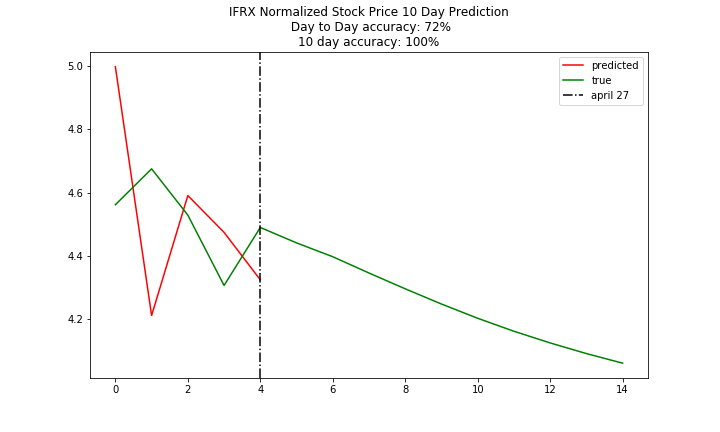 IFRX Normalized Stock Price 10 Day Prediction
Day to Day accuracy: 72%
10 day accuracy: 100%
predicted
true
april 27
5.0
4.8
4.6
4.4
4.2
0 2 4 6 8 10 12 14